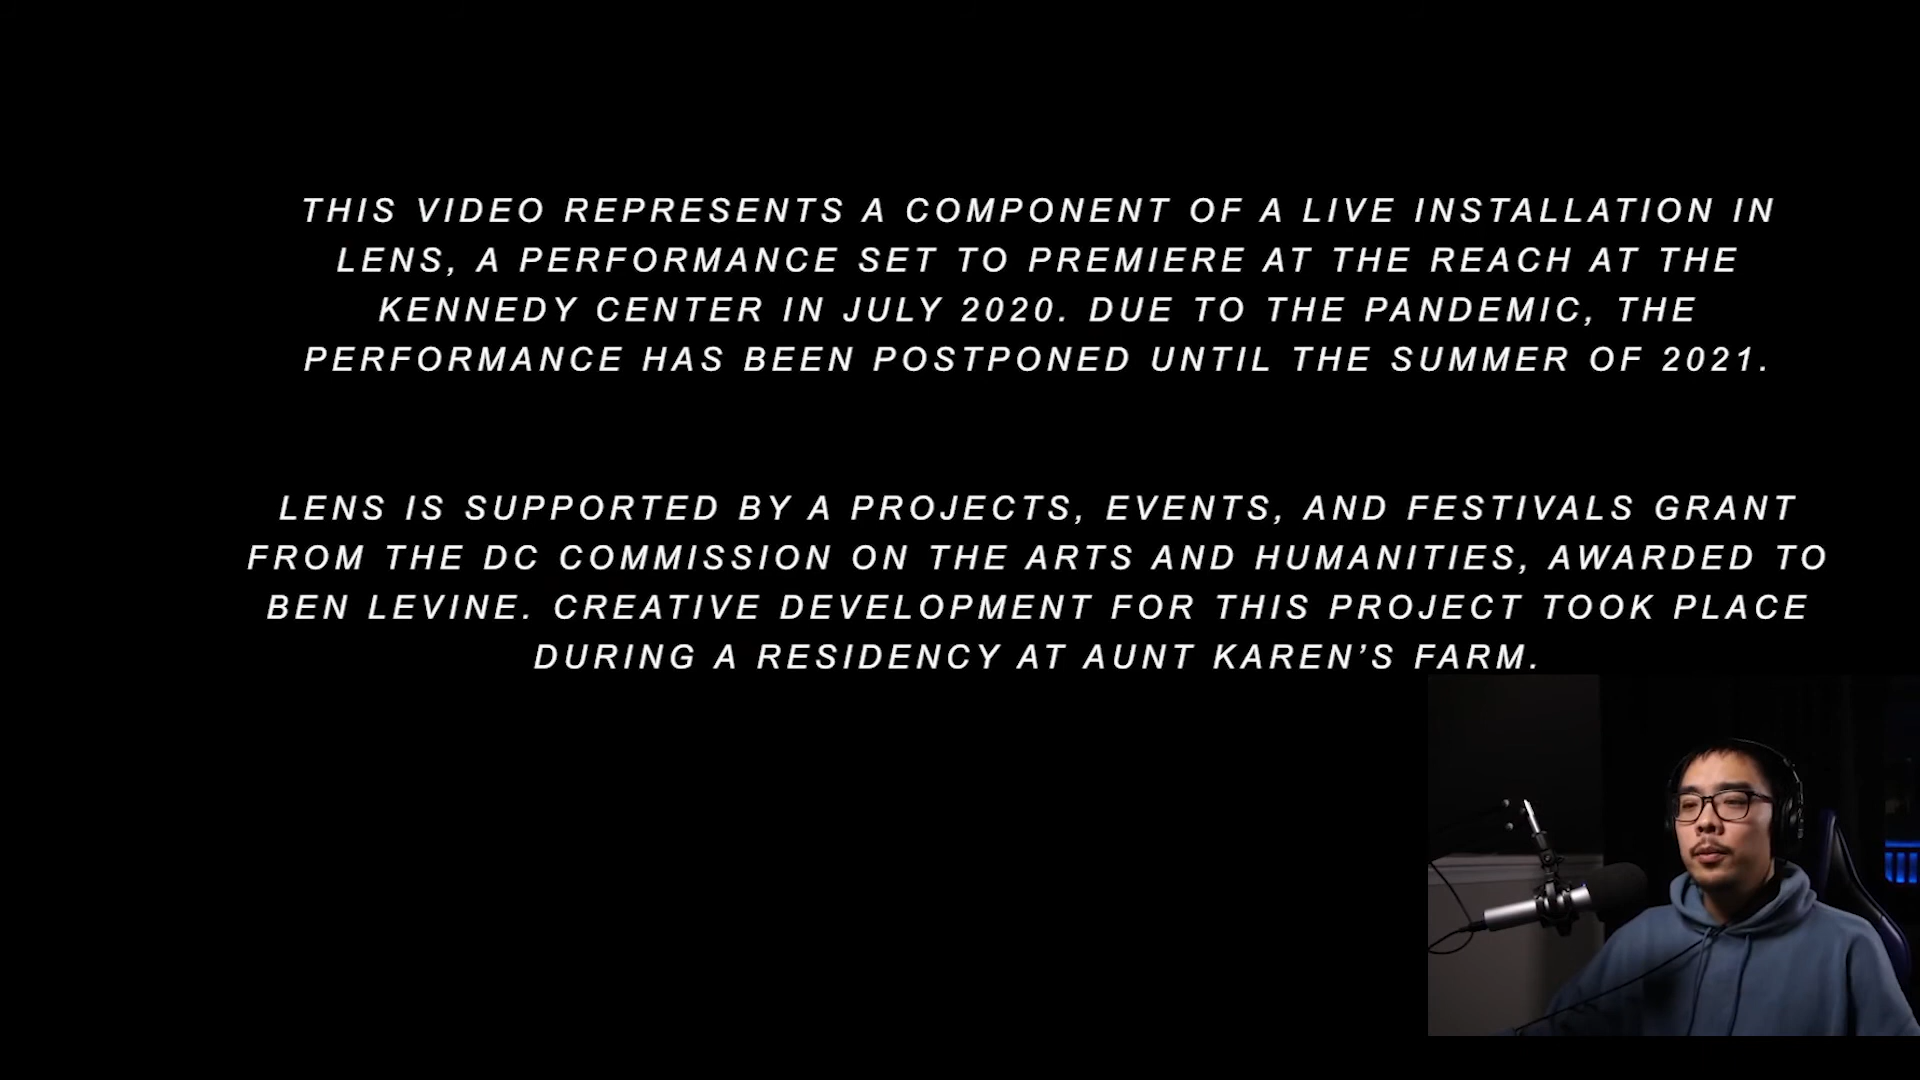 THIS VIDEO REPRESENTS A COMPONENT OF A LIVE INSTALLATION IN
LENS, A PERFORMANCE SET TO PREMIERE AT THE REACH AT THE
KENNEDY CENTER IN JULY 2020. DUE TO THE PANDEMIC, THE
PERFORMANCE HAS BEEN POSTPONED UNTIL THE SUMMER OF 2021.
LENS IS SUPPORTED BY A PROJECTS, EVENTS, AND FESTIVALS GRANT
FROM THE DC COMMISSION ON THE ARTS AND HUMANITIES, AWARDED TO
BEN LEVINE. CREATIVE DEVELOPMENT FOR THIS PROJECT TOOK PLACE
DURING A RESIDENCY AT AUNT KAREN’S FARM.